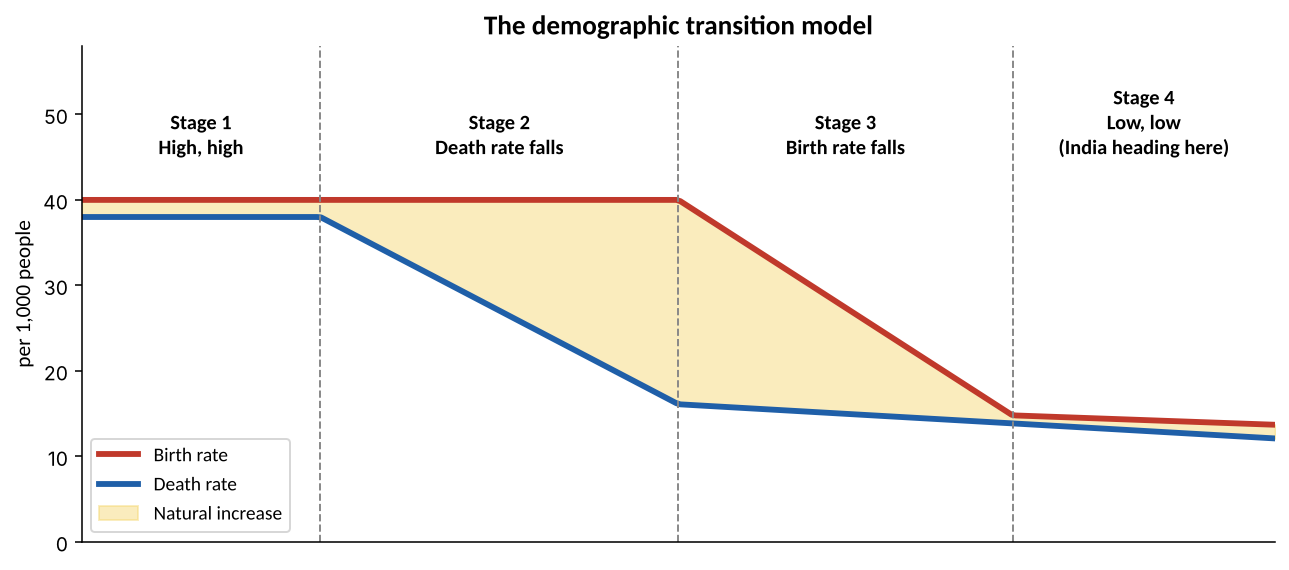 The demographic transition model
Stage 1
High, high
Stage 2
Death rate falls
Stage 3
Birth rate falls
Stage 4
Low, low
(India heading here)
per 1,000 people
50
40
30
20
10
0
Birth rate
Death rate
Natural increase